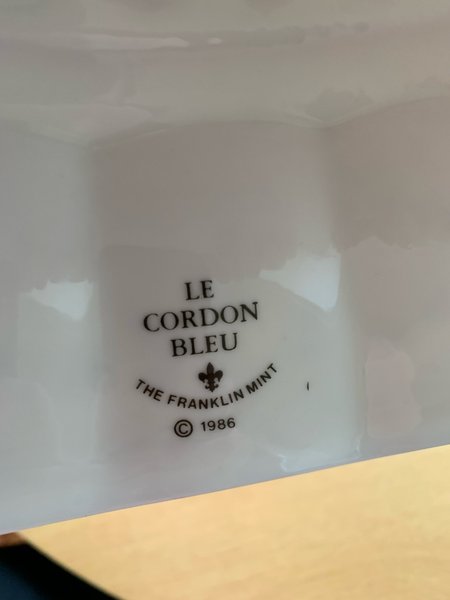 LE
CORDON
BLEU
THE FRANKLIN MINT
© 1986